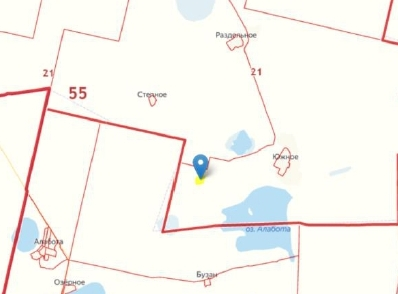 Раздельное
21
21
55
Степное
Южное
оз. Алабота
Алабота
Бузан
Озерное